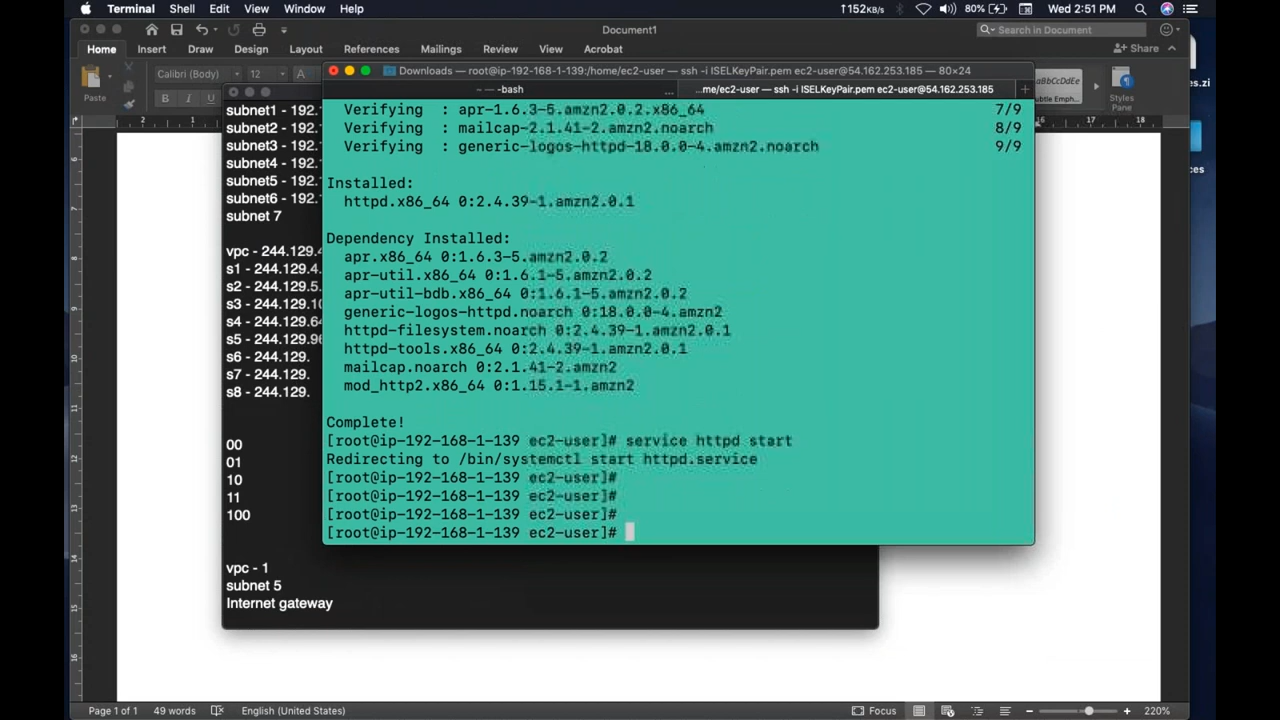 Terminal Shell Edit View Window Help
152KB/s 80% Wed 2:51 PM
Document1
Search in Document
Home Insert Draw Design Layout References Mailings Review View Acrobat
Share
Paste
Calibri (Body) 12
AaBbCcDdEe
Subtle Emph...
Styles
Pane
Downloads — root@ip-192-168-1-139:/home/ec2-user — ssh -i ISELKeyPair.pem ec2-user@54.162.253.185 — 80×24
~ — -bash
...me/ec2-user — ssh -i ISELKeyPair.pem ec2-user@54.162.253.185
Verifying : apr-1.6.3-5.amzn2.0.2.x86_64 7/9
Verifying : mailcap-2.1.41-2.amzn2.noarch 8/9
Verifying : generic-logos-httpd-18.0.0-4.amzn2.noarch 9/9
Installed:
httpd.x86_64 0:2.4.39-1.amzn2.0.1
Dependency Installed:
apr.x86_64 0:1.6.3-5.amzn2.0.2
apr-util.x86_64 0:1.6.1-5.amzn2.0.2
apr-util-bdb.x86_64 0:1.6.1-5.amzn2.0.2
generic-logos-httpd.noarch 0:18.0.0-4.amzn2
httpd-filesystem.noarch 0:2.4.39-1.amzn2.0.1
httpd-tools.x86_64 0:2.4.39-1.amzn2.0.1
mailcap.noarch 0:2.1.41-2.amzn2
mod_http2.x86_64 0:1.15.1-1.amzn2
Complete!
[root@ip-192-168-1-139 ec2-user]# service httpd start
Redirecting to /bin/systemctl start httpd.service
[root@ip-192-168-1-139 ec2-user]#
[root@ip-192-168-1-139 ec2-user]#
[root@ip-192-168-1-139 ec2-user]#
[root@ip-192-168-1-139 ec2-user]#
subnet1 - 192.
subnet2 - 192.
subnet3 - 192.
subnet4 - 192.
subnet5 - 192.
subnet6 - 192.
subnet 7
vpc - 244.129.
s1 - 244.129.4.
s2 - 244.129.5.
s3 - 244.129.10
s4 - 244.129.64
s5 - 244.129.96
s6 - 244.129.
s7 - 244.129.
s8 - 244.129.
00
01
10
11
100
vpc - 1
subnet 5
Internet gateway
Page 1 of 1 49 words English (United States) Focus 220%